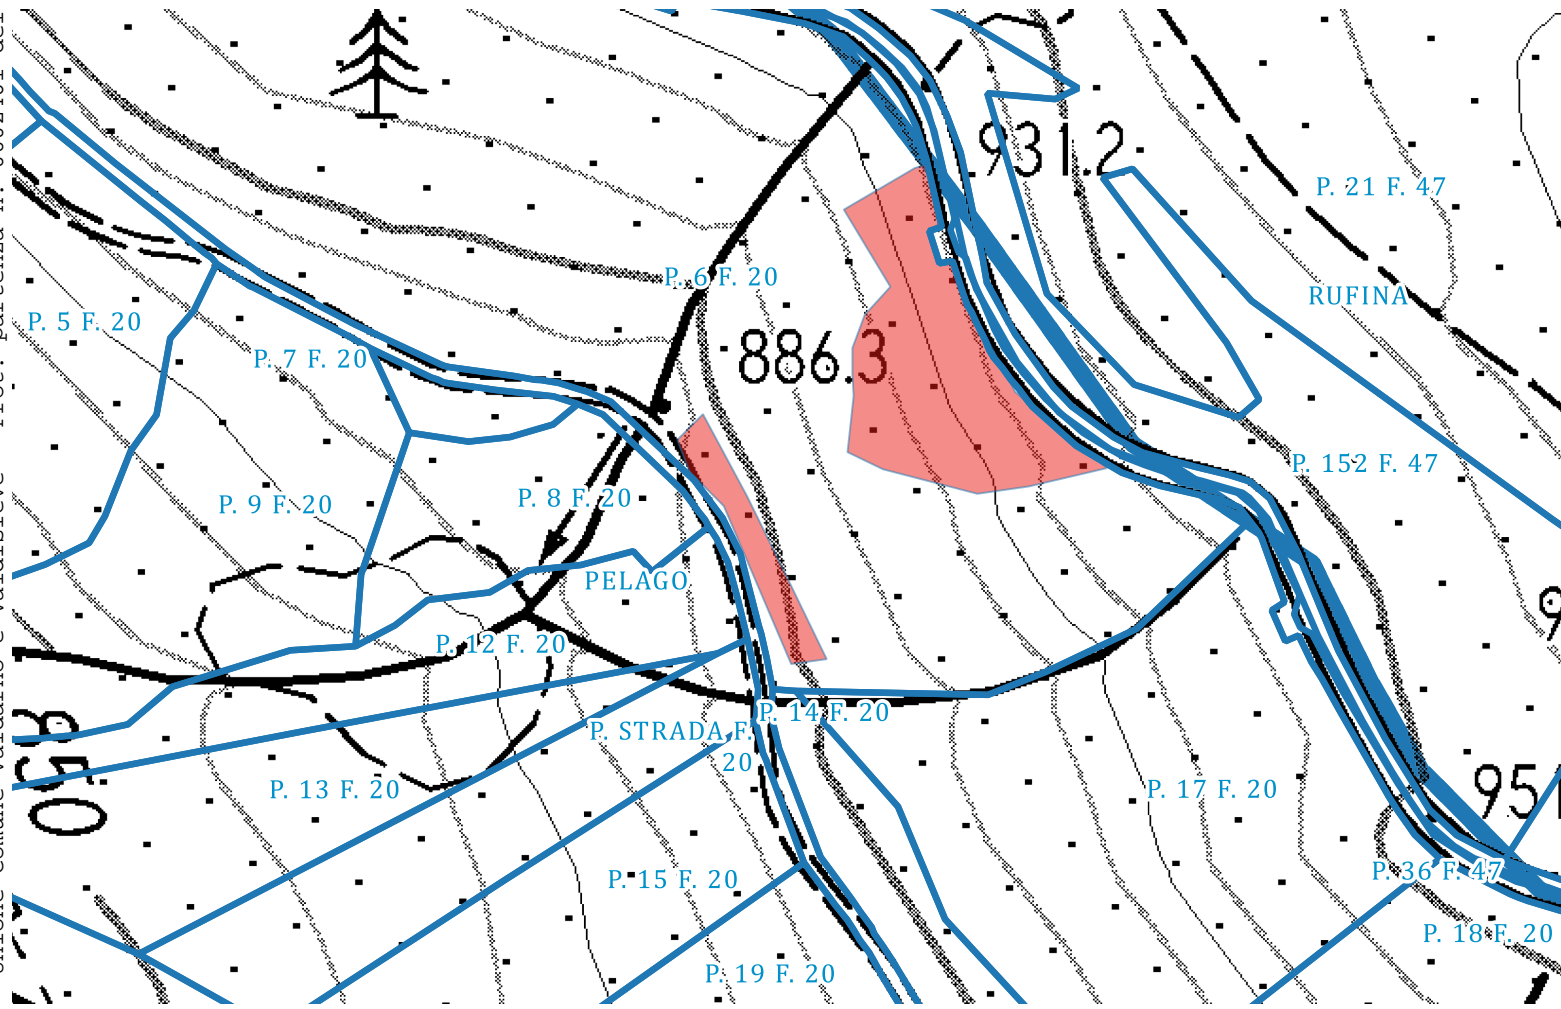 931.2
P. 21 F. 47
P. 6 F. 20
RUFINA
P. 5 F. 20
P. 7 F. 20
886.3
P. 152 F. 47
P. 9 F. 20
P. 8 F. 20
PELAGO
P. 12 F. 20
P. 14 F. 20
P. STRADA F.
20
850
P. 13 F. 20
P. 17 F. 20
951
P. 15 F. 20
P. 36 F. 47
P. 18 F. 20
P. 19 F. 20